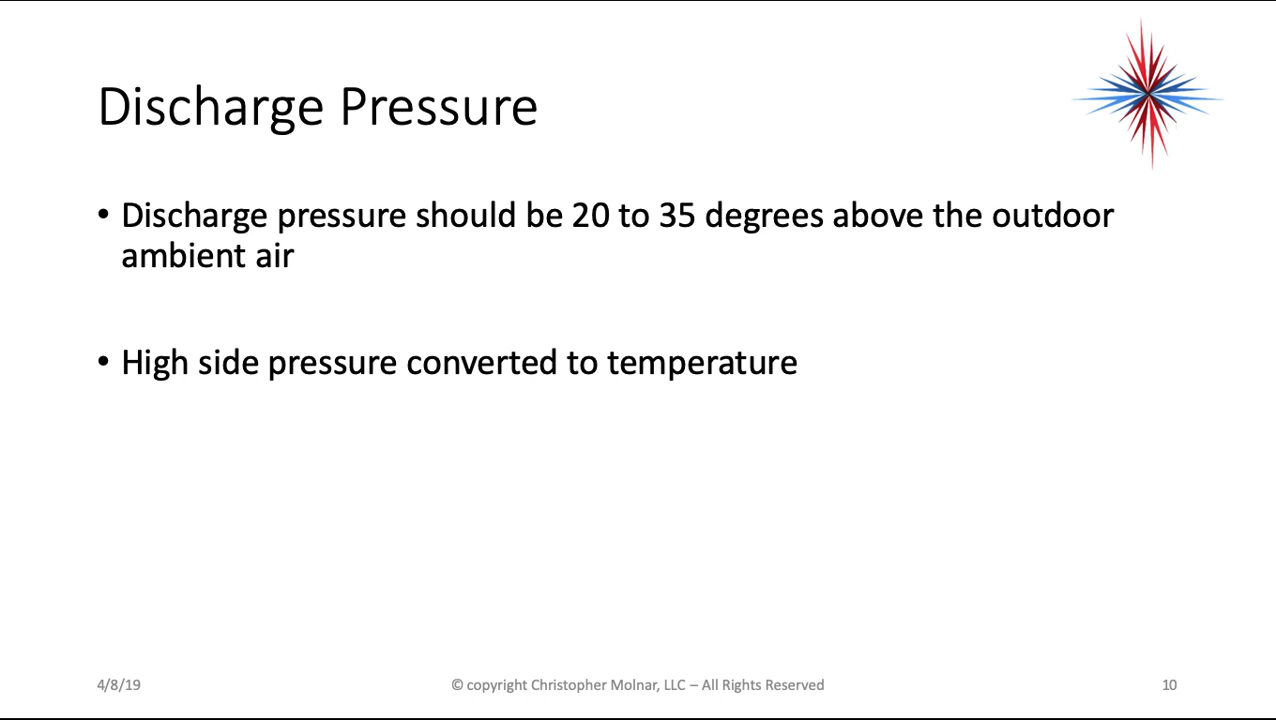 Discharge Pressure
• Discharge pressure should be 20 to 35 degrees above the outdoor
ambient air
• High side pressure converted to temperature
4/8/19
© copyright Christopher Molnar, LLC – All Rights Reserved
10